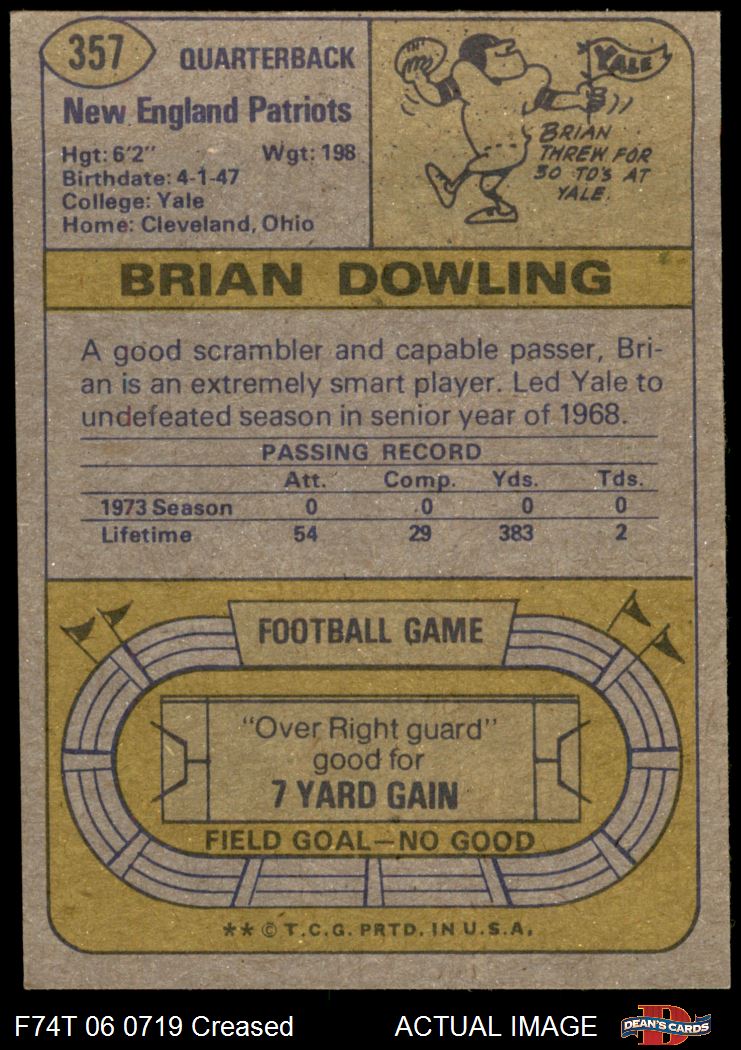 357
QUARTERBACK
New England Patriots
Hgt: 6'2" Wgt: 198
Birthdate: 4-1-47
College: Yale
Home: Cleveland, Ohio
YALE
BRIAN
THREW FOR
30 TD'S AT
YALE.
BRIAN DOWLING
A good scrambler and capable passer, Bri-
an is an extremely smart player. Led Yale to
undefeated season in senior year of 1968.
PASSING RECORD
Att. Comp. Yds. Tds.
1973 Season 0 0 0 0
Lifetime 54 29 383 2
FOOTBALL GAME
"Over Right guard"
good for
7 YARD GAIN
FIELD GOAL—NO GOOD
** © T.C.G. PRTD. IN U.S.A.
F74T 06 0719 Creased ACTUAL IMAGE
D
DEAN'S CARDS